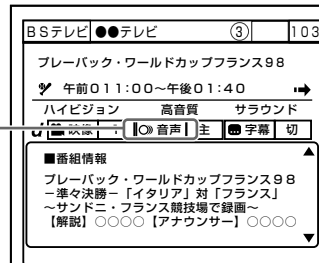 BSテレビ ●●テレビ ③ 103
プレーバック・ワールドカップフランス98
午前011:00~午後01:40
ハイビジョン 高音質 サラウンド
d 映像 音声 主 字幕 切
■番組情報
プレーバック・ワールドカップフランス98
-準々決勝-「イタリア」対「フランス」
~サンドニ・フランス競技場で録画~
【解説】○○○○【アナウンサー】○○○○